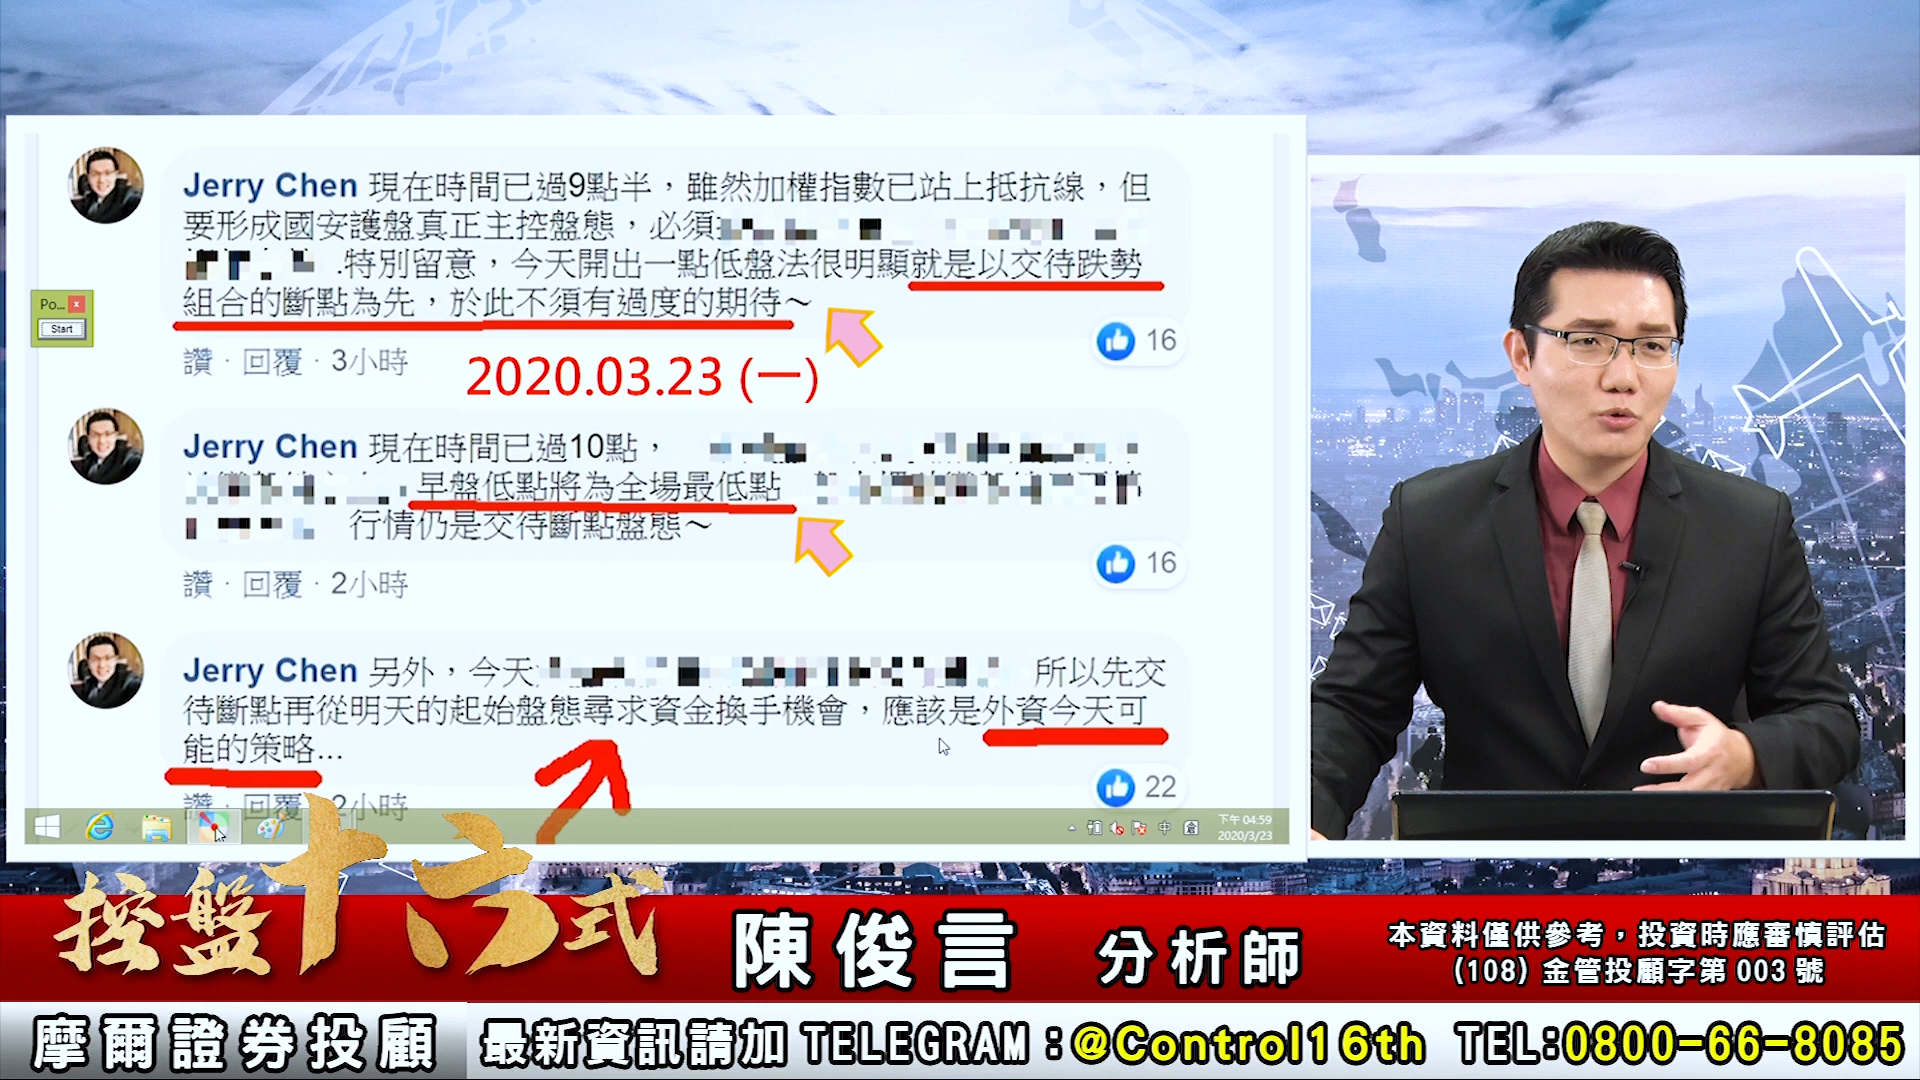 Jerry Chen 現在時間已過9點半，雖然加權指數已站上抵抗線，但
要形成國安護盤真正主控盤態，必須
.特別留意，今天開出一點低盤法很明顯就是以交待跌勢
組合的斷點為先，於此不須有過度的期待～
讚 · 回覆 · 3小時
16
Po... x
Start
2020.03.23 (一)
Jerry Chen 現在時間已過10點，
早盤低點將為全場最低點
行情仍是交待斷點盤態～
讚 · 回覆 · 2小時
16
Jerry Chen 另外，今天 所以先交
待斷點再從明天的起始盤態尋求資金換手機會，應該是外資今天可
能的策略...
讚 · 回覆 2小時
22
中
倉
下午 04:59
2020/3/23
控盤十六式
陳俊言 分析師
本資料僅供參考，投資時應審慎評估
(108) 金管投顧字第 003 號
摩爾證券投顧
最新資訊請加 TELEGRAM：@Control16th TEL:0800-66-8085